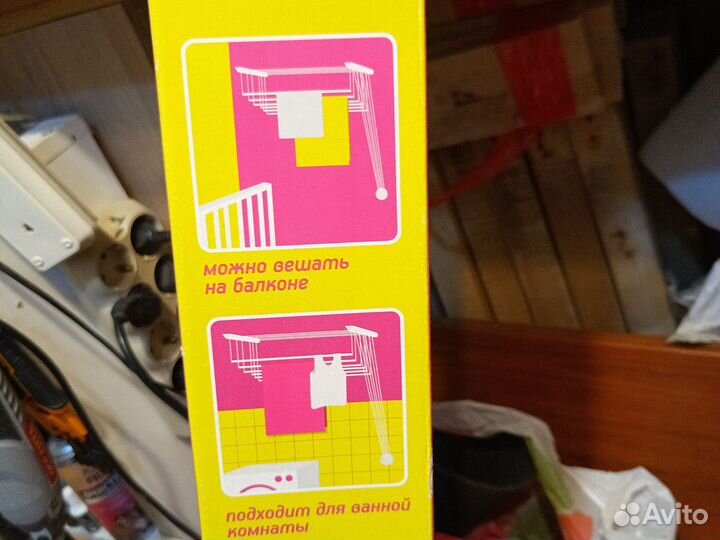 можно вешать
на балконе
подходит для ванной
комнаты
Avito